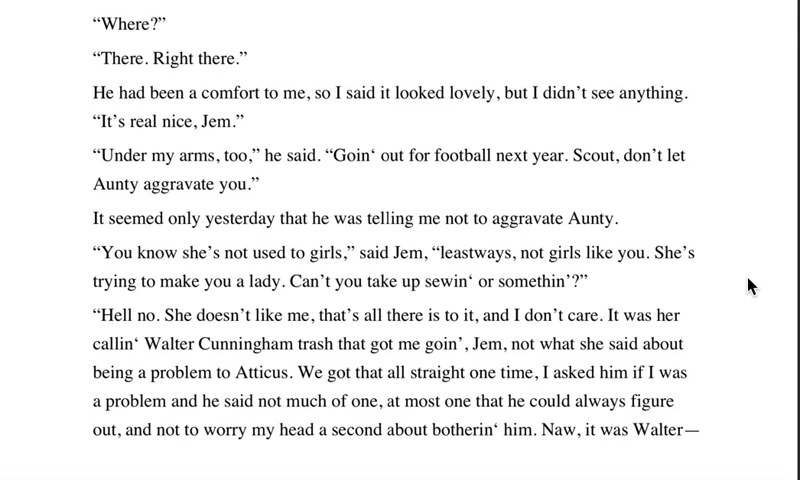 “Where?”
“There. Right there.”
He had been a comfort to me, so I said it looked lovely, but I didn’t see anything.
“It’s real nice, Jem.”
“Under my arms, too,” he said. “Goin‘ out for football next year. Scout, don’t let
Aunty aggravate you.”
It seemed only yesterday that he was telling me not to aggravate Aunty.
“You know she’s not used to girls,” said Jem, “leastways, not girls like you. She’s
trying to make you a lady. Can’t you take up sewin‘ or somethin’?”
“Hell no. She doesn’t like me, that’s all there is to it, and I don’t care. It was her
callin‘ Walter Cunningham trash that got me goin’, Jem, not what she said about
being a problem to Atticus. We got that all straight one time, I asked him if I was
a problem and he said not much of one, at most one that he could always figure
out, and not to worry my head a second about botherin‘ him. Naw, it was Walter—